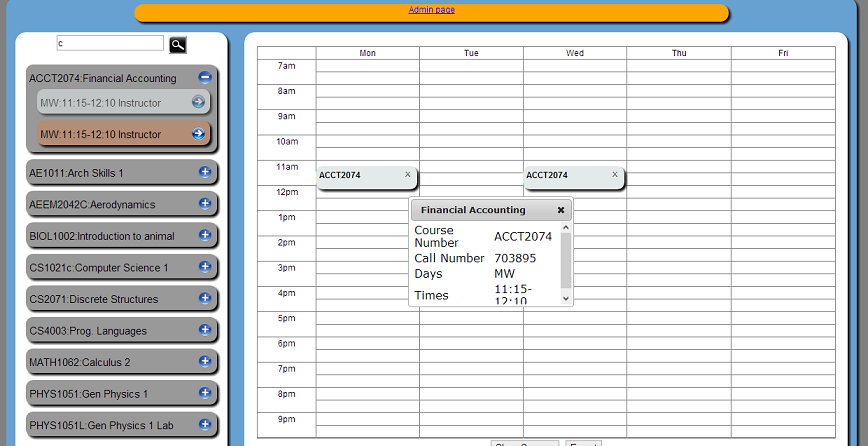 Admin page
c
ACCT2074:Financial Accounting
MW:11:15-12:10 Instructor
MW:11:15-12:10 Instructor
AE1011:Arch Skills 1
AEEM2042C:Aerodynamics
BIOL1002:Introduction to animal
CS1021c:Computer Science 1
CS2071:Discrete Structures
CS4003:Prog. Languages
MATH1062:Calculus 2
PHYS1051:Gen Physics 1
PHYS1051L:Gen Physics 1 Lab
Mon Tue Wed Thu Fri
7am
8am
9am
10am
11am
ACCT2074 x ACCT2074 x
12pm
1pm
2pm
3pm
4pm
5pm
6pm
7pm
8pm
9pm
Financial Accounting
Course
Number ACCT2074
Call Number 703895
Days MW
Times 11:15-
12:10